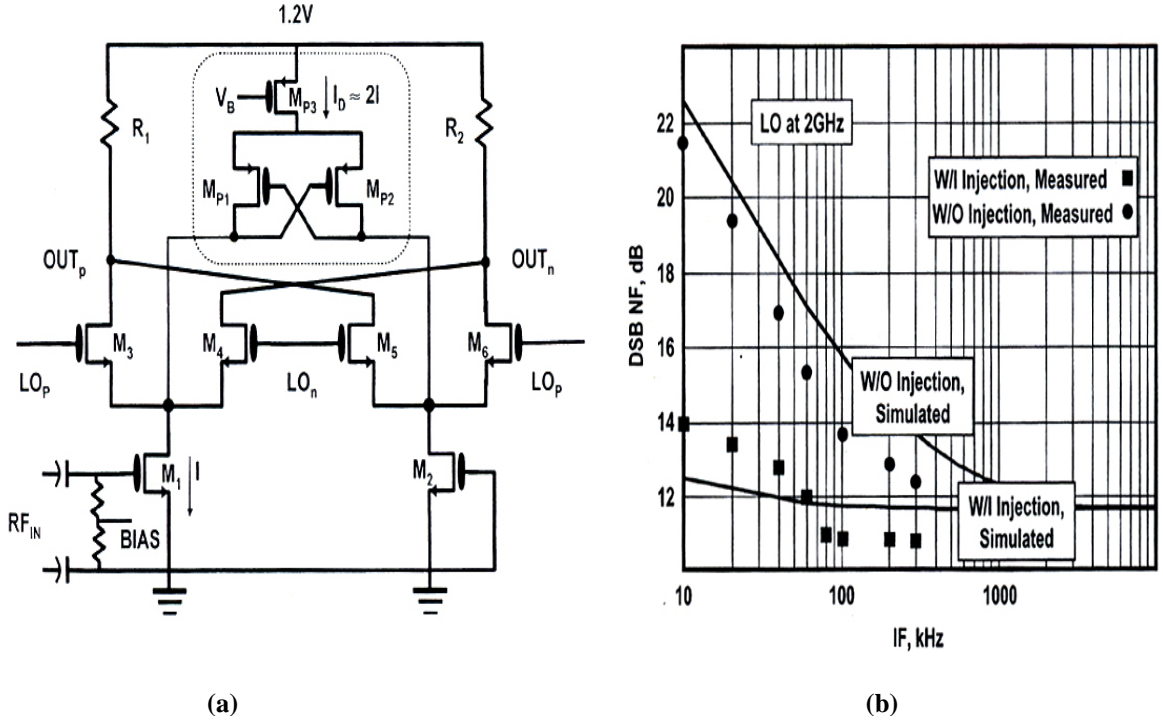 1.2V
V_B
M_P3
I_D ≈ 2I
R_1
R_2
M_P1
M_P2
OUT_p
OUT_n
M_3
M_4
M_5
M_6
LO_p
LO_n
LO_p
M_1
I
M_2
RF_IN
BIAS
(a)
DSB NF, dB
22
20
18
16
14
12
LO at 2GHz
W/I Injection, Measured
W/O Injection, Measured
W/O Injection,
Simulated
W/I Injection,
Simulated
10
100
1000
IF, kHz
(b)